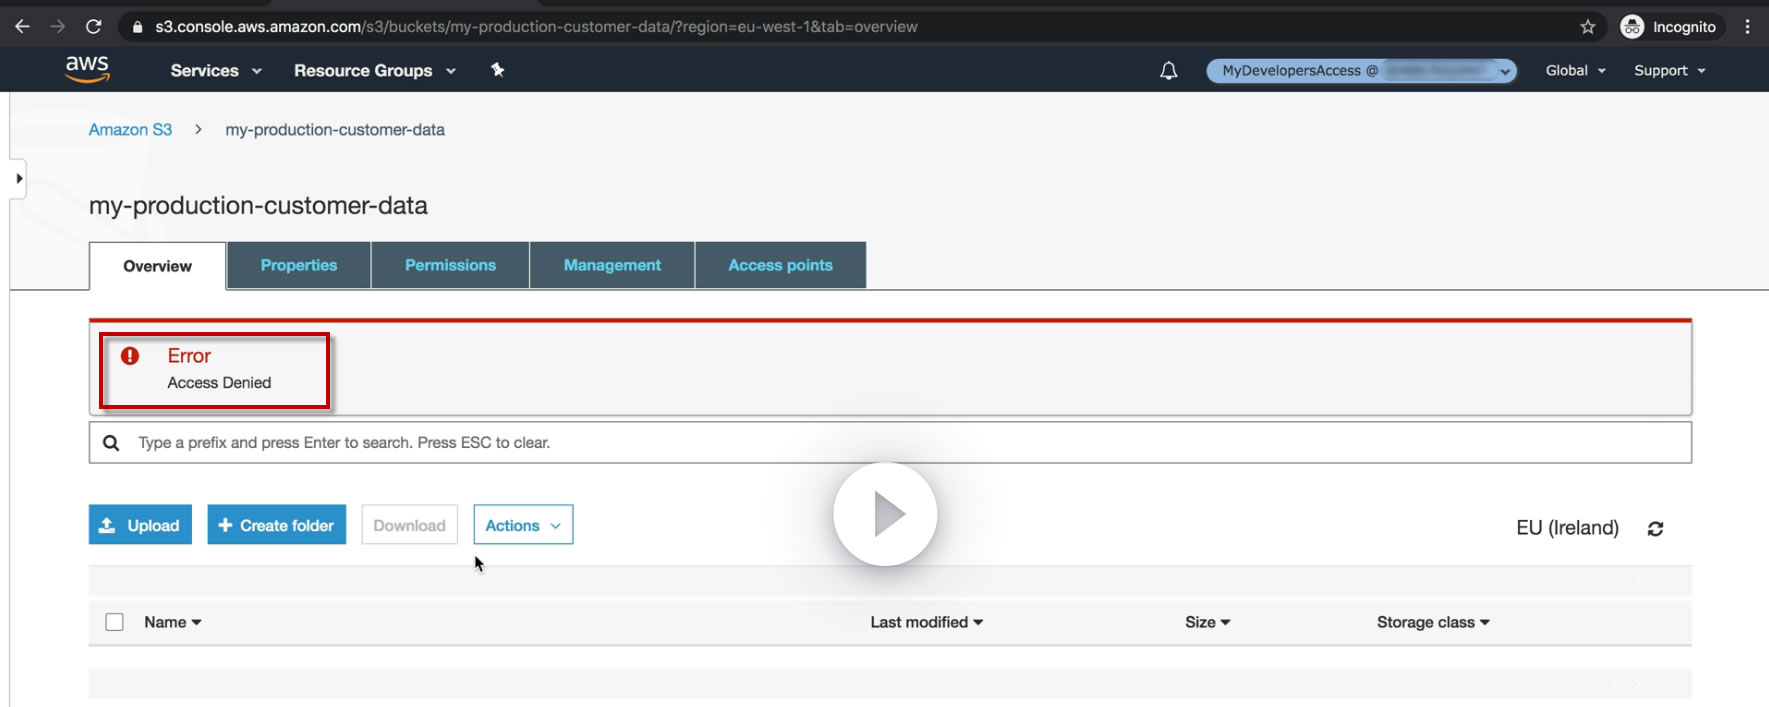 s3.console.aws.amazon.com/s3/buckets/my-production-customer-data/?region=eu-west-1&tab=overview
Incognito
aws
Services
Resource Groups
MyDevelopersAccess @
Global
Support
Amazon S3 > my-production-customer-data
my-production-customer-data
Overview
Properties
Permissions
Management
Access points
Error
Access Denied
Type a prefix and press Enter to search. Press ESC to clear.
Upload
+ Create folder
Download
Actions
EU (Ireland)
Name
Last modified
Size
Storage class